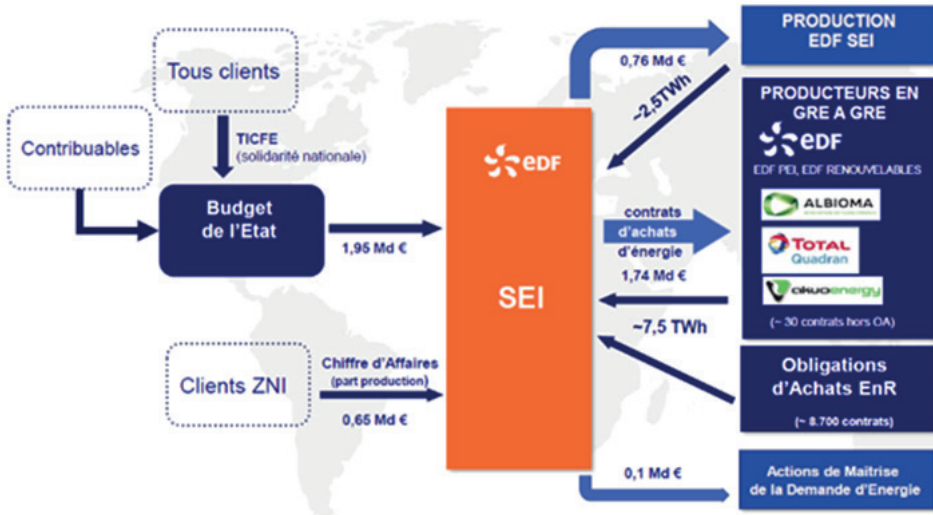 Tous clients
Contribuables
TICFE
(solidarité nationale)
Budget
de l'Etat
1,95 Md €
Clients ZNI
Chiffre d'Affaires
(part production)
0,65 Md €
eDF
SEI
0,76 Md €
~2,5TWh
contrats
d'achats
d'énergie
1,74 Md €
~7,5 TWh
0,1 Md €
PRODUCTION
EDF SEI
PRODUCTEURS EN
GRE A GRE
eDF
EDF PEI, EDF RENOUVELABLES
ALBIOMA
TOTAL
Quadran
akuoenergy
(~ 30 contrats hors OA)
Obligations
d'Achats EnR
(~ 8.700 contrats)
Actions de Maîtrise
de la Demande d'Energie